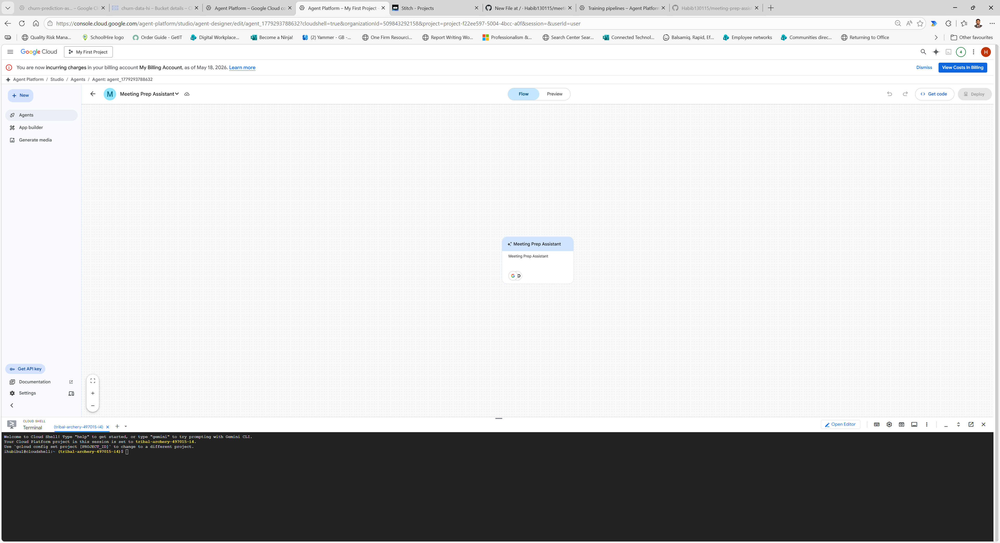 churn-prediction-as... – Google Cl
churn-data-hi – Bucket details – C
Agent Platform – Google Cloud co
Agent Platform – My First Project -
Stitch - Projects
New File at / · Habib130115/meeti
Training pipelines – Agent Platform
Habib130115/meeting-prep-assist
https://console.cloud.google.com/agent-platform/studio/agent-designer/edit/agent_1779293788632?cloudshell=true&organizationId=509843292158&project=project-f22ee597-5004-4bcc-a0f&session=&userId=user
Quality Risk Mana...
SchoolHire logo
Order Guide - GetIT
Digital Workplace...
Become a Ninja!
(2) Yammer - GB -...
One Firm Resourci...
Report Writing Wo...
Professionalism &...
Search Center Sear...
Connected Technol...
Balsamiq. Rapid, Ef...
Employee networks
Communities direc...
Returning to Office
Other favourites
Google Cloud
My First Project
4
H
You are now incurring charges in your billing account My Billing Account, as of May 18, 2026. Learn more
Dismiss
View Costs In Billing
Agent Platform / Studio / Agents / Agent: agent_1779293788632
New
M
Meeting Prep Assistant
Flow
Preview
Get code
Deploy
Agents
App builder
Generate media
Meeting Prep Assistant
Meeting Prep Assistant
Get API key
Documentation
Settings
CLOUD SHELL
Terminal
(tribal-archery-497015-i4)
Open Editor
Welcome to Cloud Shell! Type "help" to get started, or type "gemini" to try prompting with Gemini CLI.
Your Cloud Platform project in this session is set to tribal-archery-497015-i4.
Use `gcloud config set project [PROJECT_ID]` to change to a different project.
ihubibul@cloudshell:~ (tribal-archery-497015-i4)$